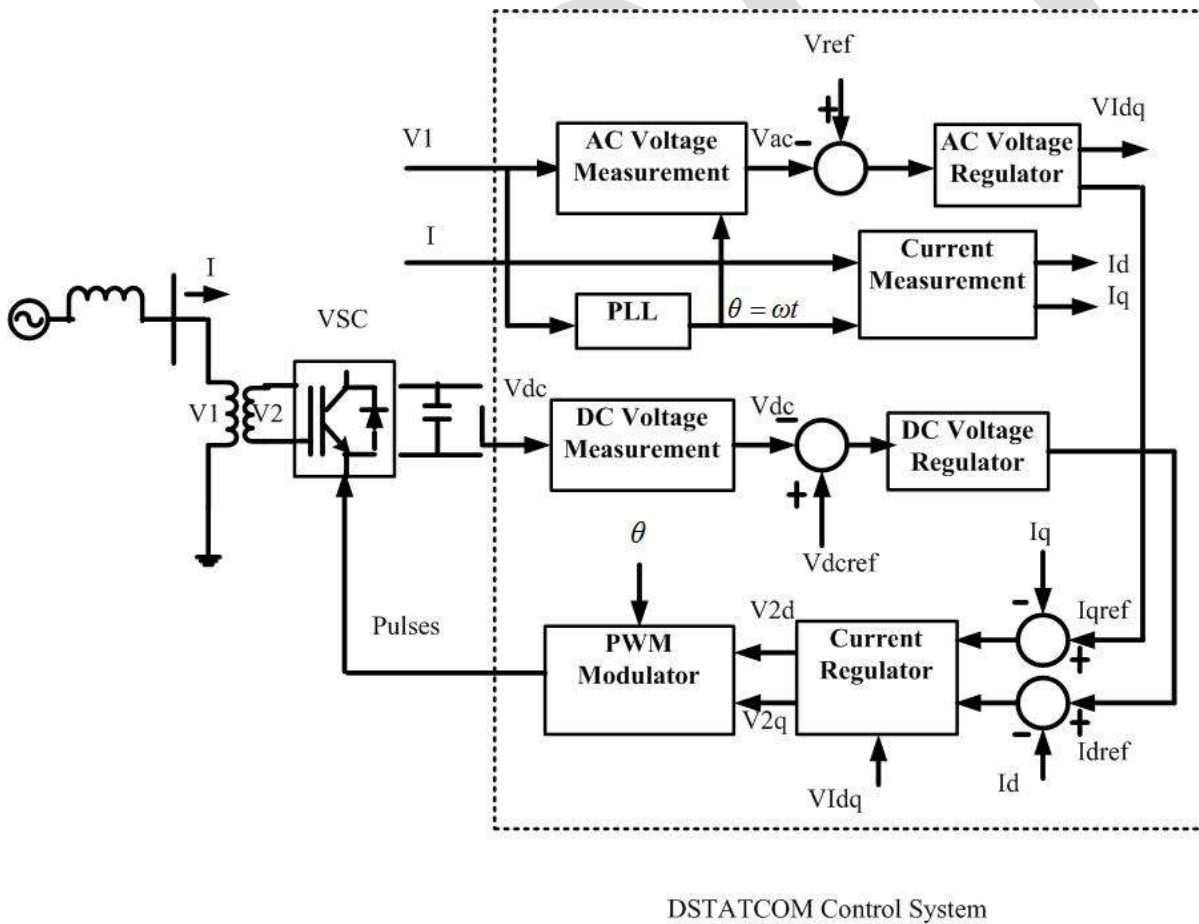 Vref
V1
AC Voltage
Measurement
Vac
-
+
AC Voltage
Regulator
VIdq
I
Current
Measurement
Id
Iq
PLL
θ = ωt
I
VSC
V1
V2
Vdc
DC Voltage
Measurement
Vdc
-
+
Vdcref
DC Voltage
Regulator
θ
Pulses
PWM
Modulator
V2d
V2q
Current
Regulator
VIdq
Iq
-
Iqref
+
+
-
Idref
Id
DSTATCOM Control System